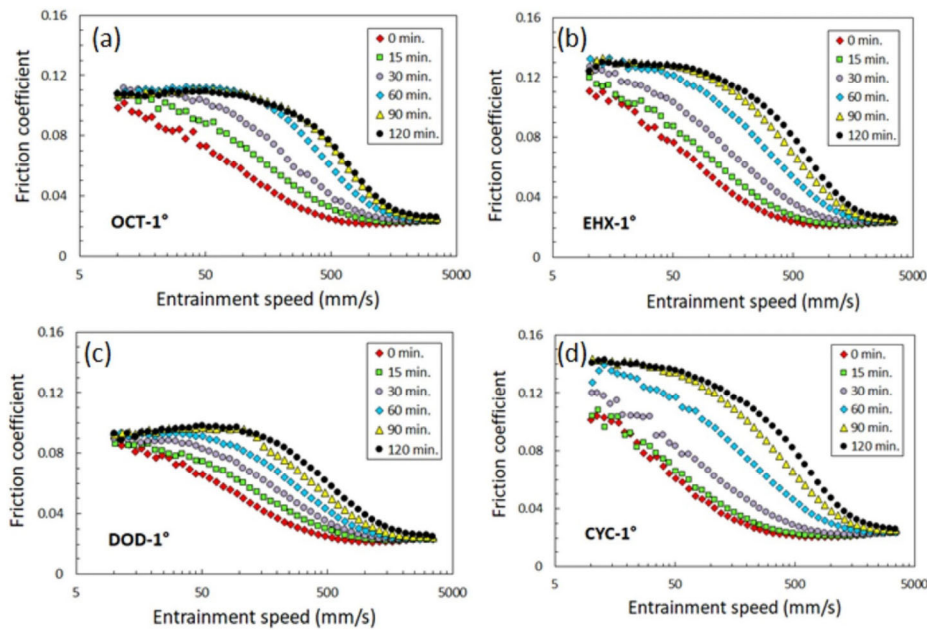 (a)
0.16
0.12
0.08
0.04
0
Friction coefficient
0 min.
15 min.
30 min.
60 min.
90 min.
120 min.
OCT-1°
5
50
500
5000
Entrainment speed (mm/s)
(b)
0.16
0.12
0.08
0.04
0
Friction coefficient
0 min.
15 min.
30 min.
60 min.
90 min.
120 min.
EHX-1°
5
50
500
5000
Entrainment speed (mm/s)
(c)
0.16
0.12
0.08
0.04
0
Friction coefficient
0 min.
15 min.
30 min.
60 min.
90 min.
120 min.
DOD-1°
5
50
500
5000
Entrainment speed (mm/s)
(d)
0.16
0.12
0.08
0.04
0
Friction coefficient
0 min.
15 min.
30 min.
60 min.
90 min.
120 min.
CYC-1°
5
50
500
5000
Entrainment speed (mm/s)